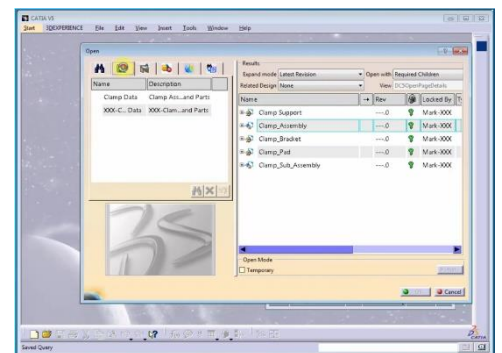 CATIA V5
Start 3DEXPERIENCE File Edit View Insert Tools Window Help
Open
Results
Expand mode Latest Revision Open with Required Children
Related Design None View DCSOpenPageDetails
Name Description
Clamp Data Clamp Ass...and Parts
XXX-C... Data XXX-Clam...and Parts
Name Rev Locked By
Clamp Support ----.0 Mark-XXX
Clamp_Assembly ----.0 Mark-XXX
Clamp_Bracket ----.0 Mark-XXX
Clamp_Pad ----.0 Mark-XXX
Clamp_Sub_Assembly ----.0 Mark-XXX
Open Mode
Temporary
Cancel
CATIA
Saved Query